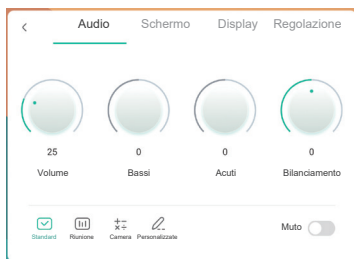 Audio Schermo Display Regolazione
25 0 0 0
Volume Bassi Acuti Bilanciamento
Standard Riunione Camera Personalizzate Muto